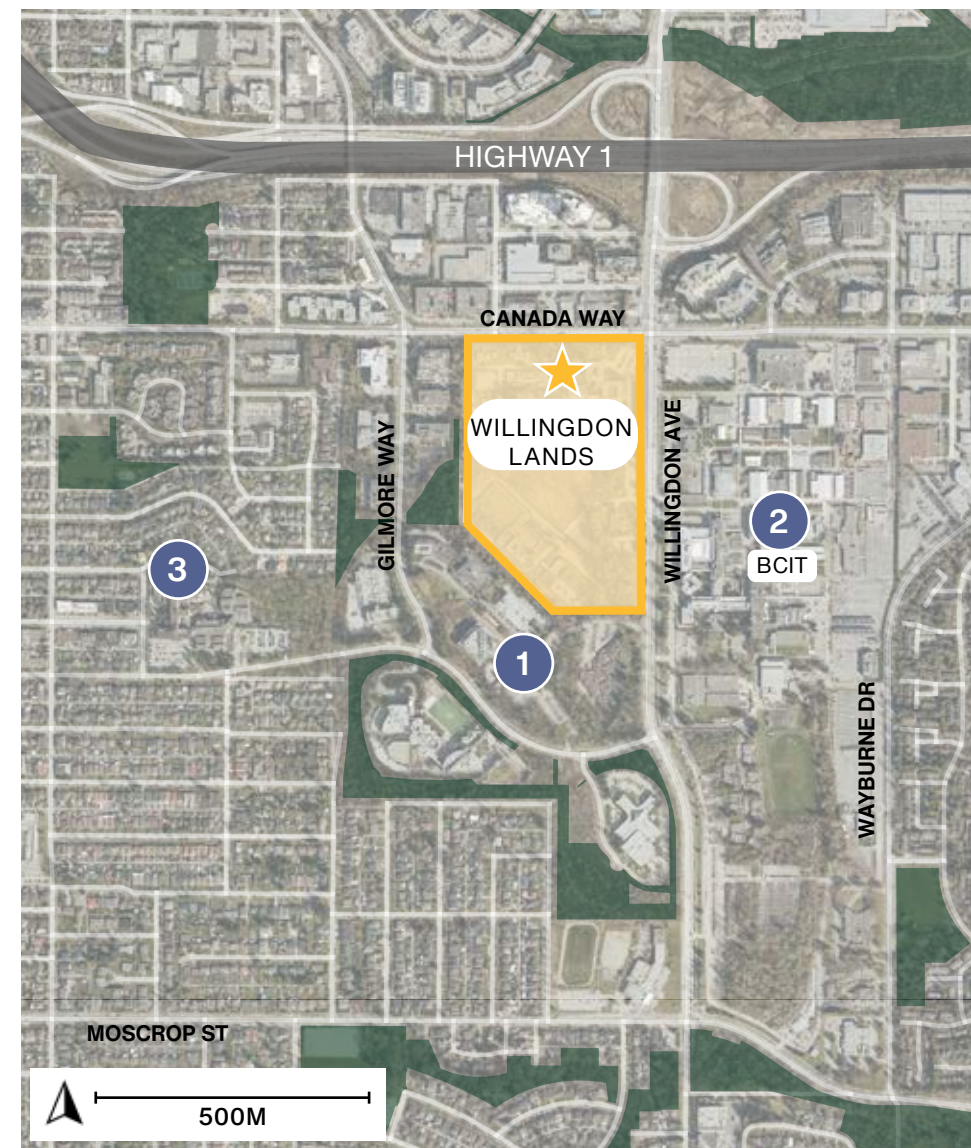 HIGHWAY 1
CANADA WAY
WILLINGDON
LANDS
GILMORE WAY
WILLINGDON AVE
2
BCIT
3
1
WAYBURNE DR
MOSCROP ST
500M